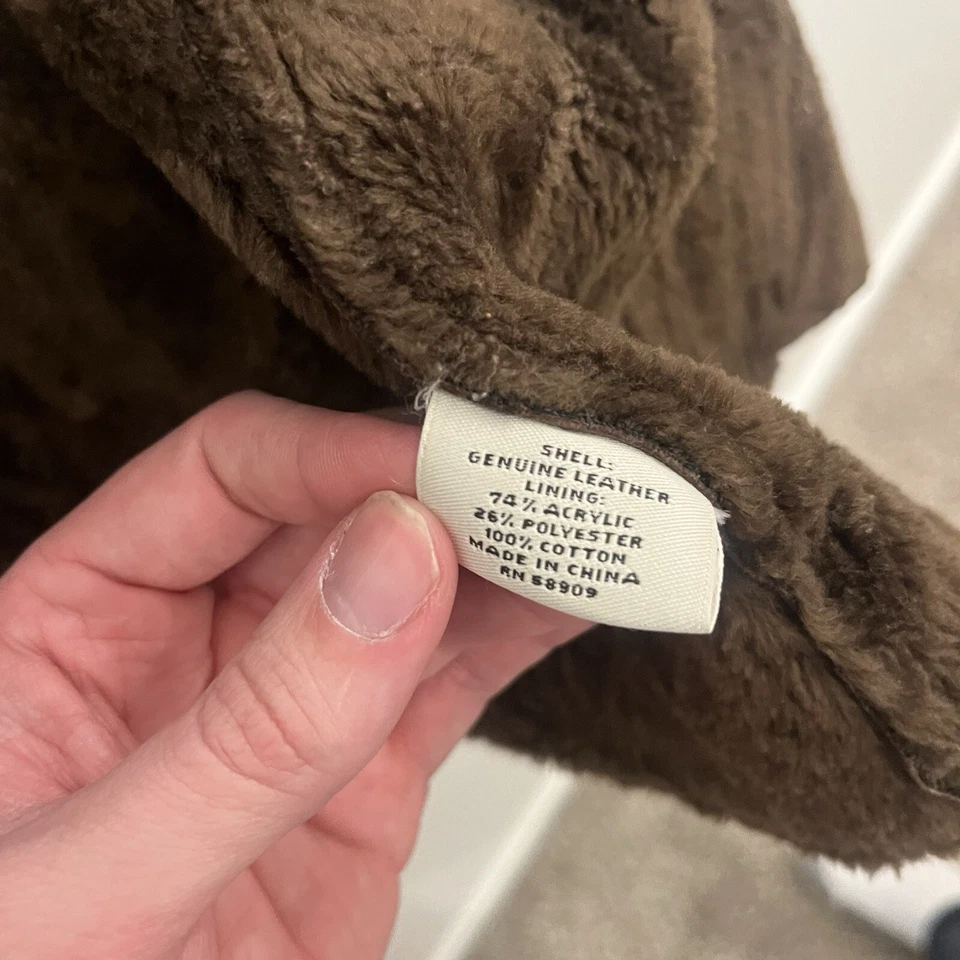 SHELL:
GENUINE LEATHER
LINING:
74% ACRYLIC
26% POLYESTER
100% COTTON
MADE IN CHINA
RN 58909